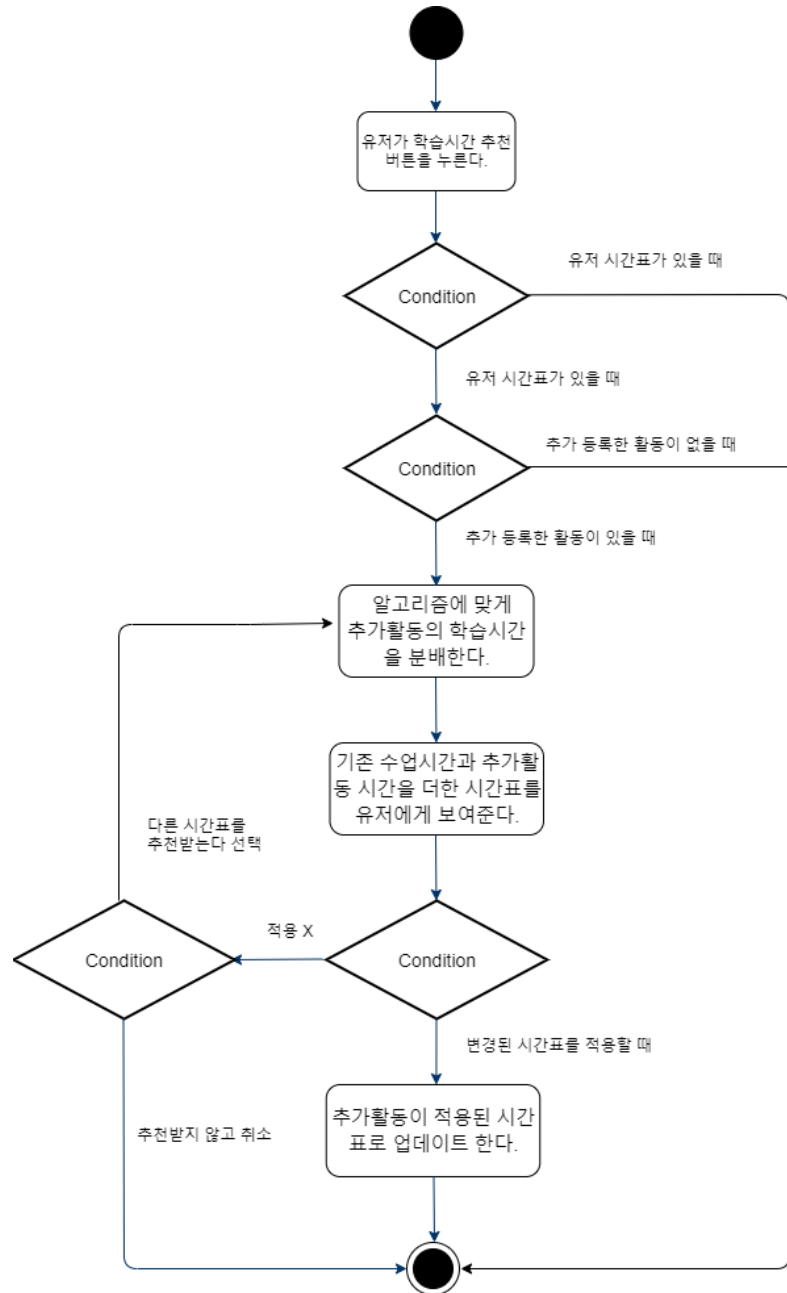 유저가 학습시간 추천
버튼을 누른다.
유저 시간표가 있을 때
Condition
유저 시간표가 있을 때
추가 등록한 활동이 없을 때
Condition
추가 등록한 활동이 있을 때
알고리즘에 맞게
추가활동의 학습시간
을 분배한다.
기존 수업시간과 추가활
동 시간을 더한 시간표를
유저에게 보여준다.
다른 시간표를
추천받는다 선택
적용 X
Condition
Condition
변경된 시간표를 적용할 때
추가활동이 적용된 시간
표로 업데이트 한다.
추천받지 않고 취소